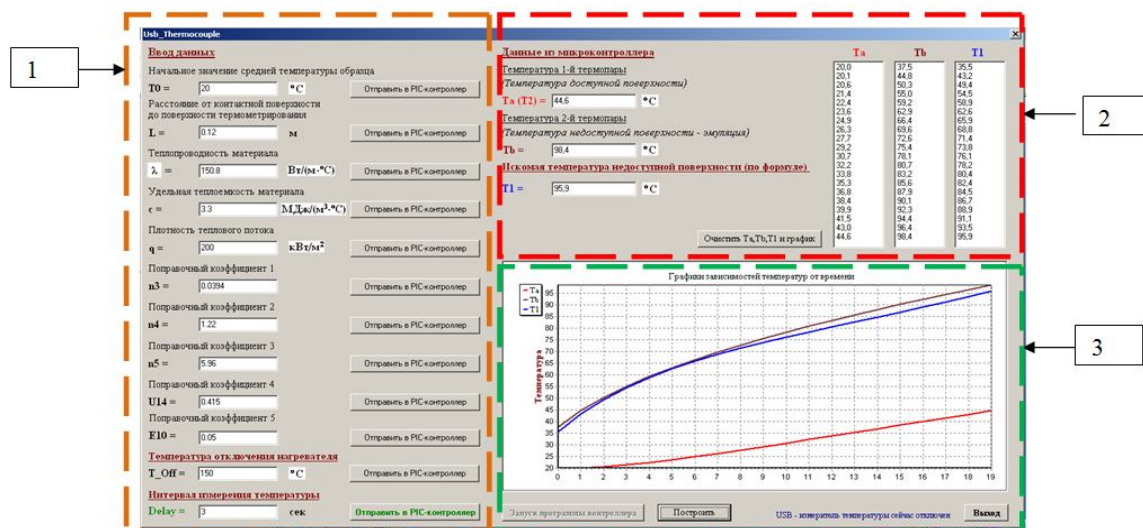 1
2
3
Usb_Thermocouple
Ввод данных
Начальное значение средней температуры образца
T0 = 20 °C Отправить в PIC-контроллер
Расстояние от контактной поверхности
до поверхности термометрирования
L = 0.12 м Отправить в PIC-контроллер
Теплопроводность материала
λ = 150.8 Вт/(м·°C) Отправить в PIC-контроллер
Удельная теплоемкость материала
c = 3.3 МДж/(м³·°C) Отправить в PIC-контроллер
Плотность теплового потока
q = 200 кВт/м² Отправить в PIC-контроллер
Поправочный коэффициент 1
n3 = 0.0394 Отправить в PIC-контроллер
Поправочный коэффициент 2
n4 = 1.22 Отправить в PIC-контроллер
Поправочный коэффициент 3
n5 = 5.96 Отправить в PIC-контроллер
Поправочный коэффициент 4
U14 = 0.415 Отправить в PIC-контроллер
Поправочный коэффициент 5
E10 = 0.05 Отправить в PIC-контроллер
Температура отключения нагревателя
T_Off = 150 °C Отправить в PIC-контроллер
Интервал измерения температуры
Delay = 3 сек Отправить в PIC-контроллер
Данные из микроконтроллера
Температура 1-й термопары
(Температура доступной поверхности)
Ta (T2) = 44,6 °C
Температура 2-й термопары
(Температура недоступной поверхности - эмуляция)
Tb = 98,4 °C
Искомая температура недоступной поверхности (по формуле)
T1 = 95,9 °C
Очистить Ta,Tb,T1 и график
Ta Tb T1
20,0 37,5 35,5
20,1 44,8 43,2
20,6 50,3 49,4
21,4 55,0 54,5
22,4 59,2 58,9
23,6 62,9 62,6
24,9 66,4 65,9
26,3 69,6 68,8
27,7 72,6 71,4
29,2 75,4 73,8
30,7 78,1 76,1
32,2 80,7 78,2
33,8 83,2 80,4
35,3 85,6 82,4
36,8 87,9 84,5
38,4 90,1 86,7
39,9 92,3 88,9
41,5 94,4 91,1
43,0 96,4 93,5
44,6 98,4 95,9
Графики зависимостей температур от времени
Ta
Tb
T1
Температура
95
90
85
80
75
70
65
60
55
50
45
40
35
30
25
20
0 1 2 3 4 5 6 7 8 9 10 11 12 13 14 15 16 17 18 19
Запуск программы контроллера Построить USB - измеритель температуры сейчас отключен Выход